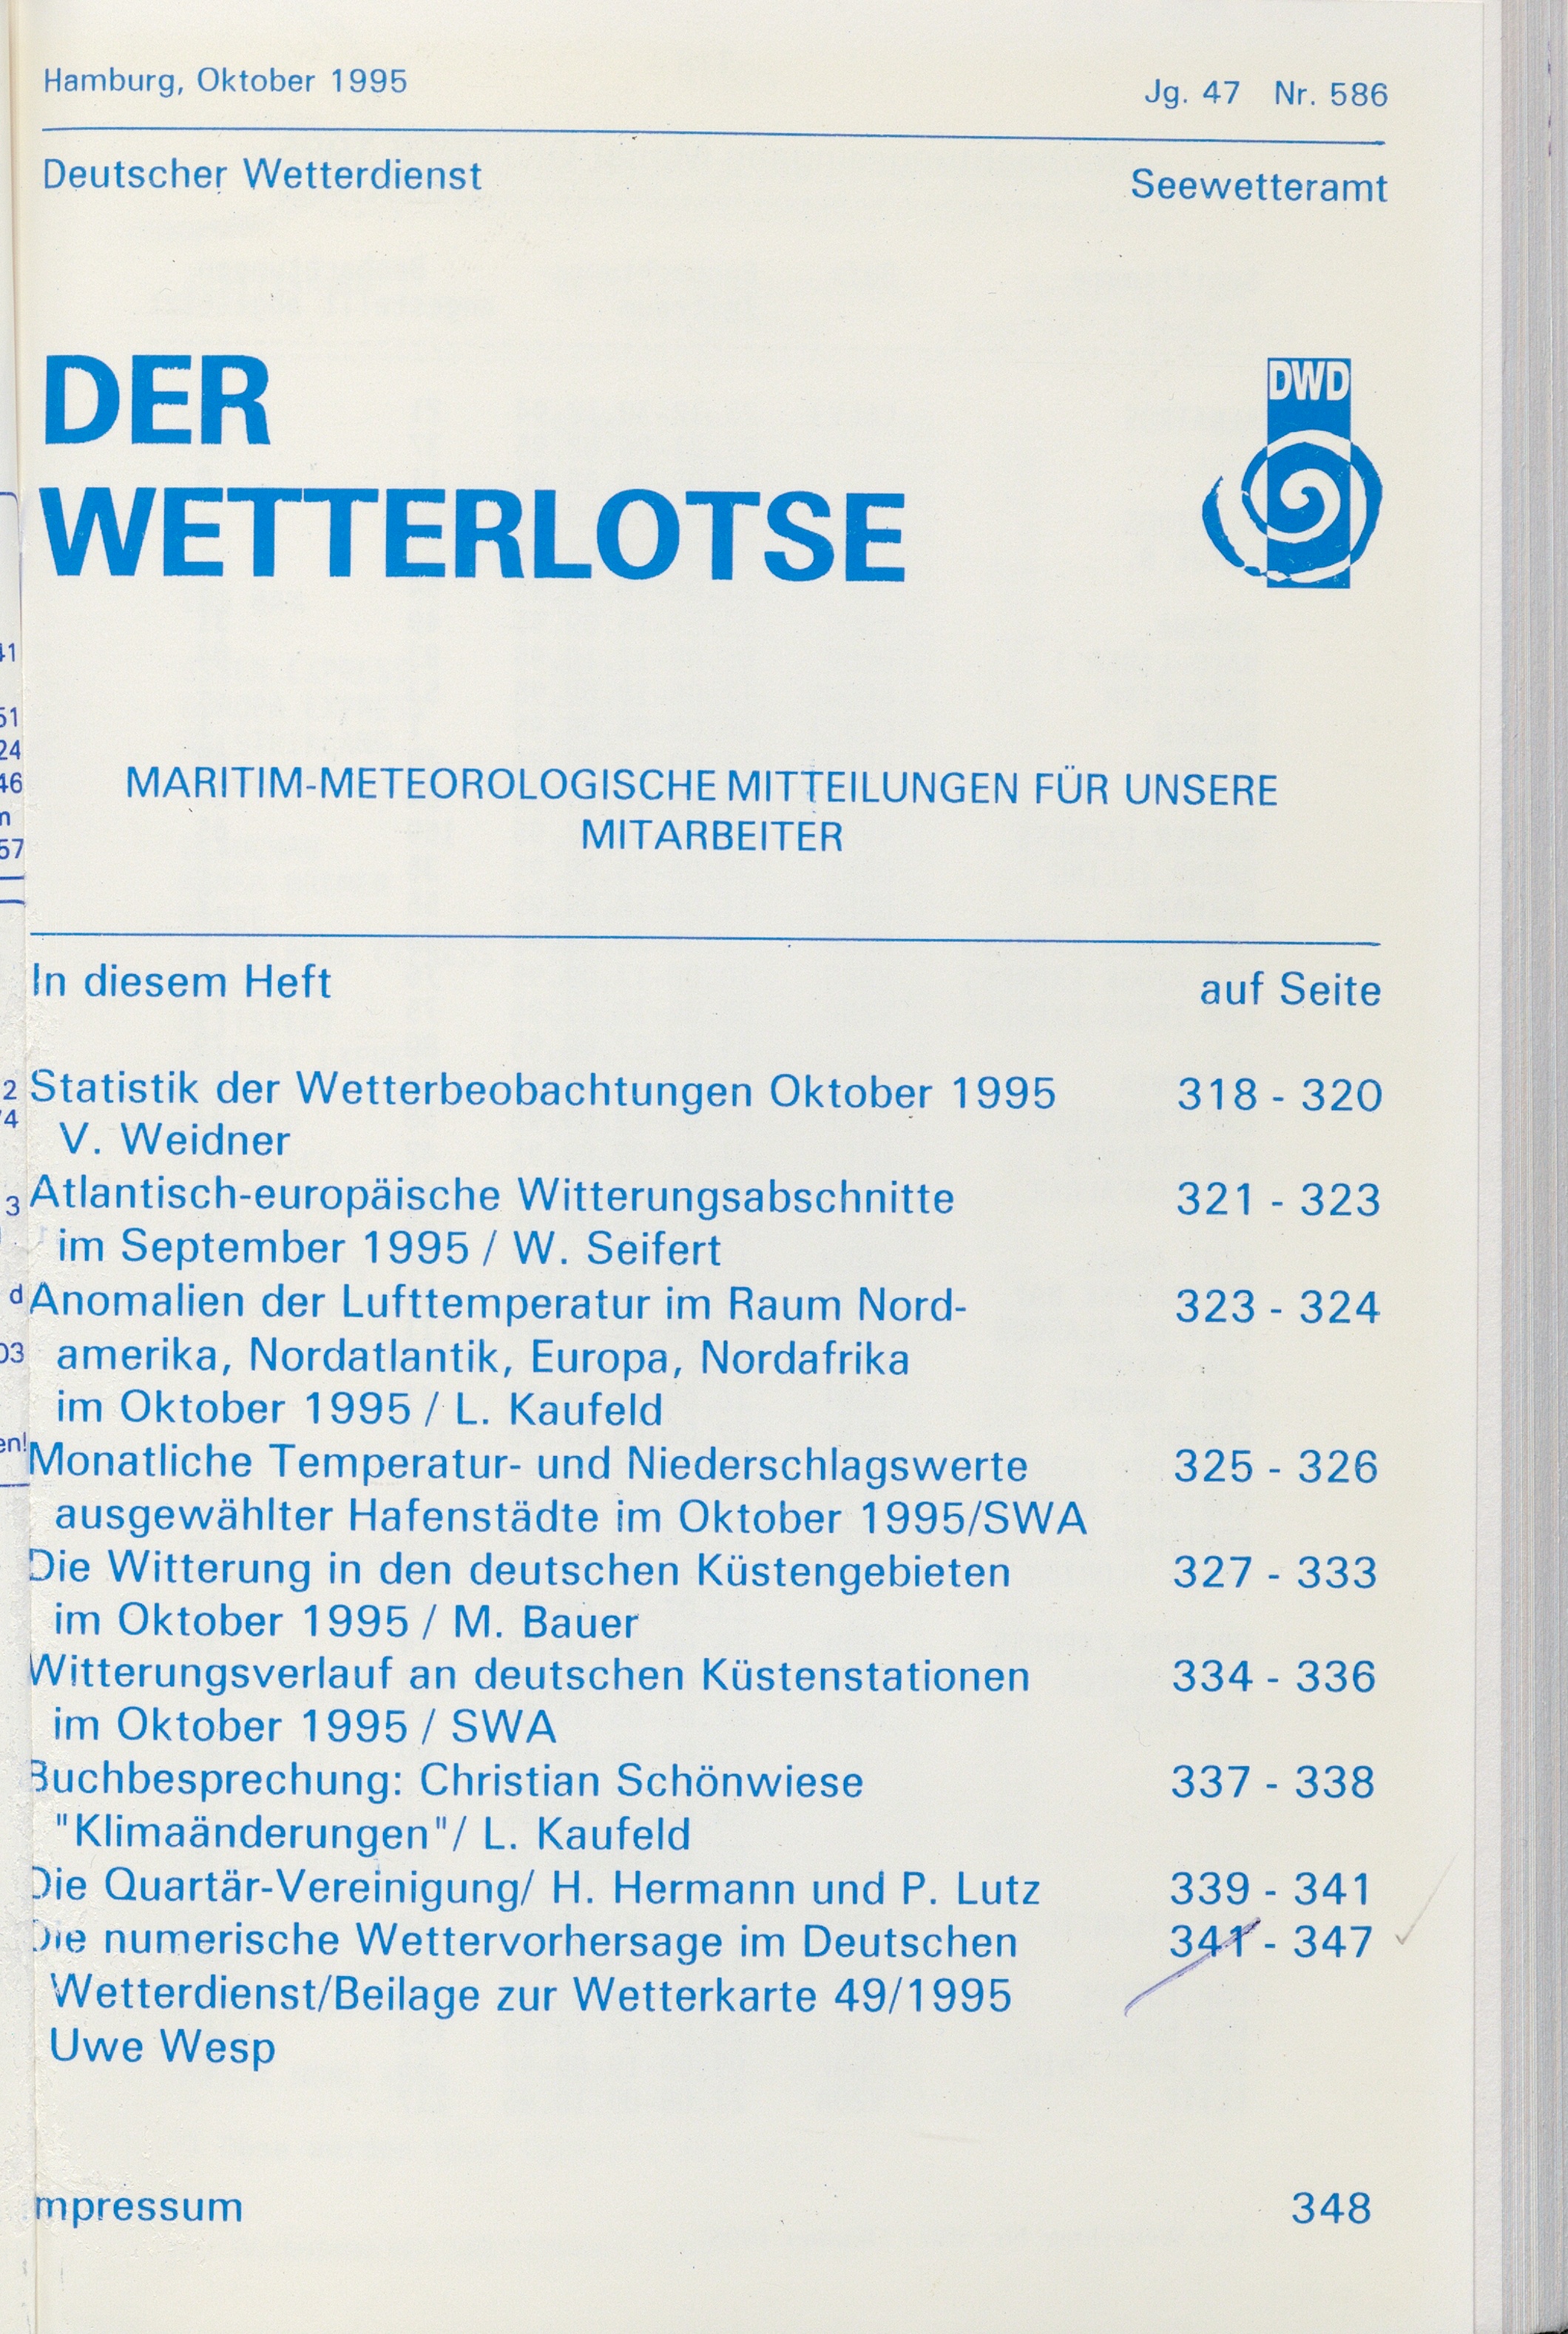 Hamburg, Oktober 1995 Jg. 47 Nr. 586
Deutscher Wetterdienst Seewetteramt
DER
WETTERLOTSE
DWD
MARITIM-METEOROLOGISCHE MITTEILUNGEN FÜR UNSERE
MITARBEITER
In diesem Heft auf Seite
Statistik der Wetterbeobachtungen Oktober 1995 318 - 320
V. Weidner
Atlantisch-europäische Witterungsabschnitte 321 - 323
im September 1995 / W. Seifert
Anomalien der Lufttemperatur im Raum Nord- 323 - 324
amerika, Nordatlantik, Europa, Nordafrika
im Oktober 1995 / L. Kaufeld
Monatliche Temperatur- und Niederschlagswerte 325 - 326
ausgewählter Hafenstädte im Oktober 1995/SWA
Die Witterung in den deutschen Küstengebieten 327 - 333
im Oktober 1995 / M. Bauer
Witterungsverlauf an deutschen Küstenstationen 334 - 336
im Oktober 1995 / SWA
Buchbesprechung: Christian Schönwiese 337 - 338
"Klimaänderungen"/ L. Kaufeld
Die Quartär-Vereinigung/ H. Hermann und P. Lutz 339 - 341
Die numerische Wettervorhersage im Deutschen 341 - 347
Wetterdienst/Beilage zur Wetterkarte 49/1995
Uwe Wesp
mpressum 348